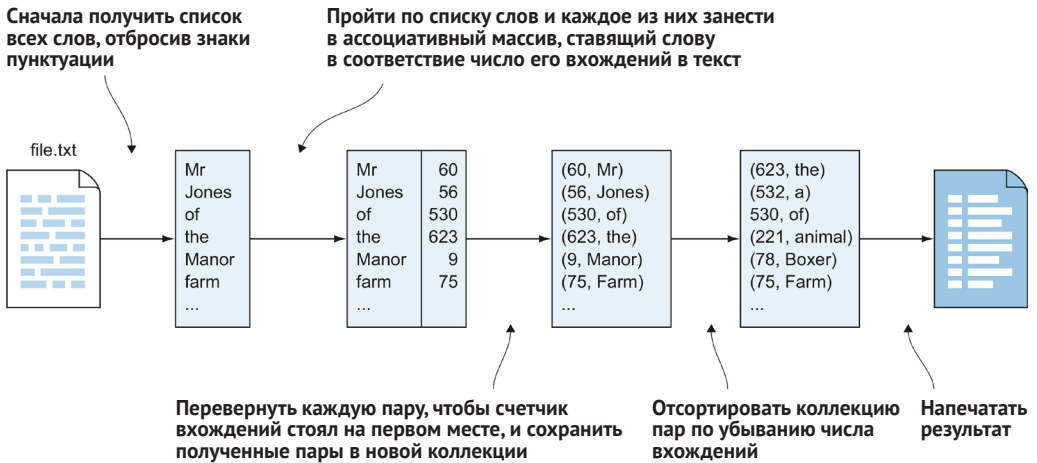 Сначала получить список
всех слов, отбросив знаки
пунктуации
Пройти по списку слов и каждое из них занести
в ассоциативный массив, ставящий слову
в соответствие число его вхождений в текст
file.txt
Mr
Jones
of
the
Manor
farm
...
Mr 60
Jones 56
of 530
the 623
Manor 9
farm 75
...
(60, Mr)
(56, Jones)
(530, of)
(623, the)
(9, Manor)
(75, Farm)
...
(623, the)
(532, a)
530, of)
(221, animal)
(78, Boxer)
(75, Farm)
...
Перевернуть каждую пару, чтобы счетчик
вхождений стоял на первом месте, и сохранить
полученные пары в новой коллекции
Отсортировать коллекцию
пар по убыванию числа
вхождений
Напечатать
результат